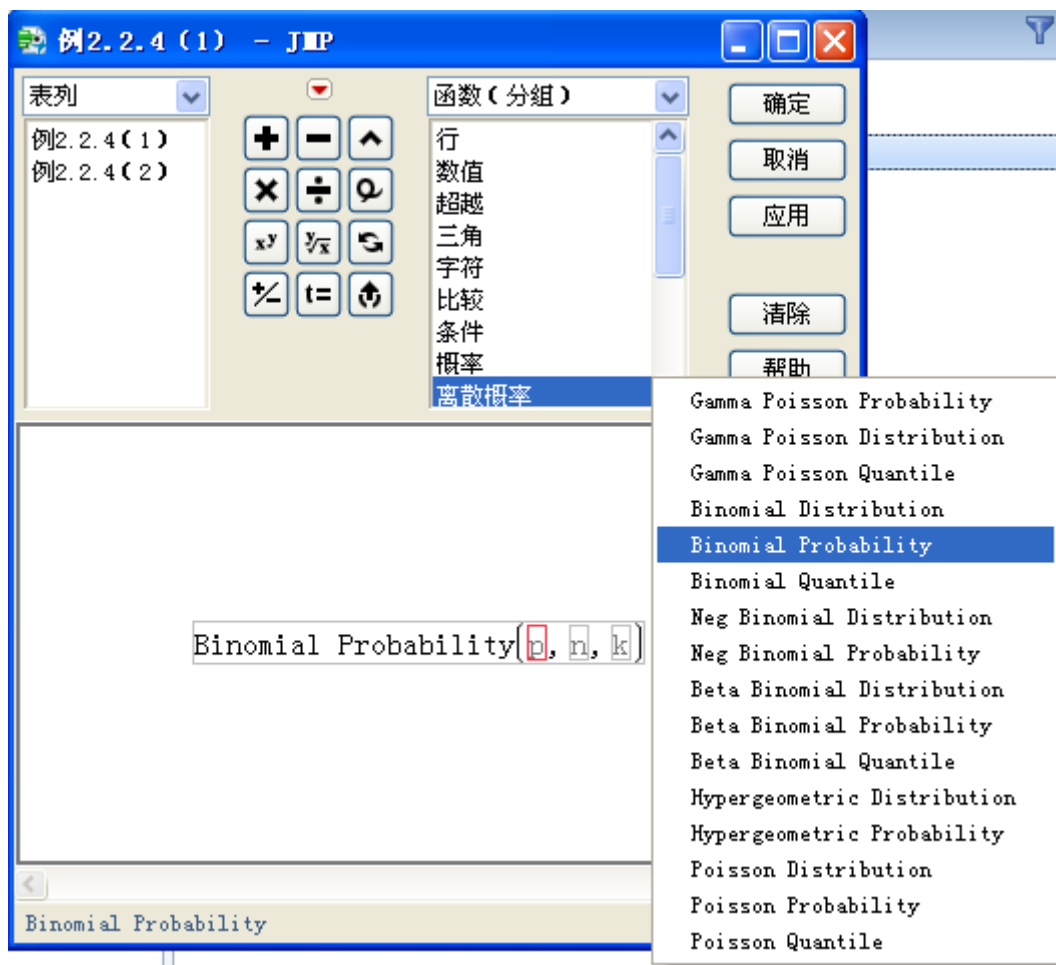 例2.2.4（1） - JMP
表列
例2.2.4(1)
例2.2.4(2)
函数(分组)
行
数值
超越
三角
字符
比较
条件
概率
离散概率
确定
取消
应用
清除
帮助
x^y
y√x
t=
Gamma Poisson Probability
Gamma Poisson Distribution
Gamma Poisson Quantile
Binomial Distribution
Binomial Probability
Binomial Quantile
Neg Binomial Distribution
Neg Binomial Probability
Beta Binomial Distribution
Beta Binomial Probability
Beta Binomial Quantile
Hypergeometric Distribution
Hypergeometric Probability
Poisson Distribution
Poisson Probability
Poisson Quantile
Binomial Probability(p, n, k)
Binomial Probability